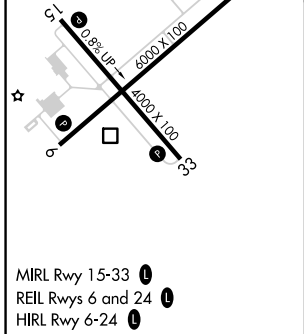 15
P
0.8% UP
6000 X 100
4000 X 100
P
6
P
33
MIRL Rwy 15-33 L
REIL Rwys 6 and 24 L
HIRL Rwy 6-24 L